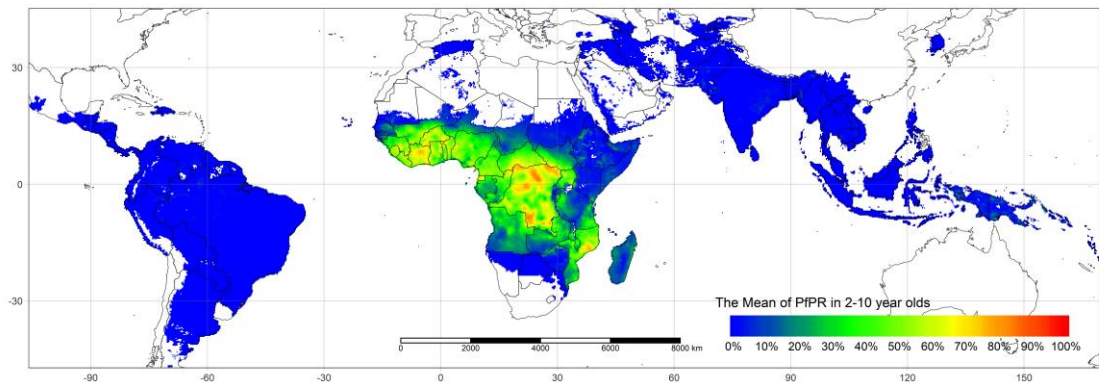 30
0
-30
The Mean of PfPR in 2-10 year olds
0% 10% 20% 30% 40% 50% 60% 70% 80% 90% 100%
0 2000 4000 6000 8000 km
-90 -60 -30 0 30 60 90 120 150